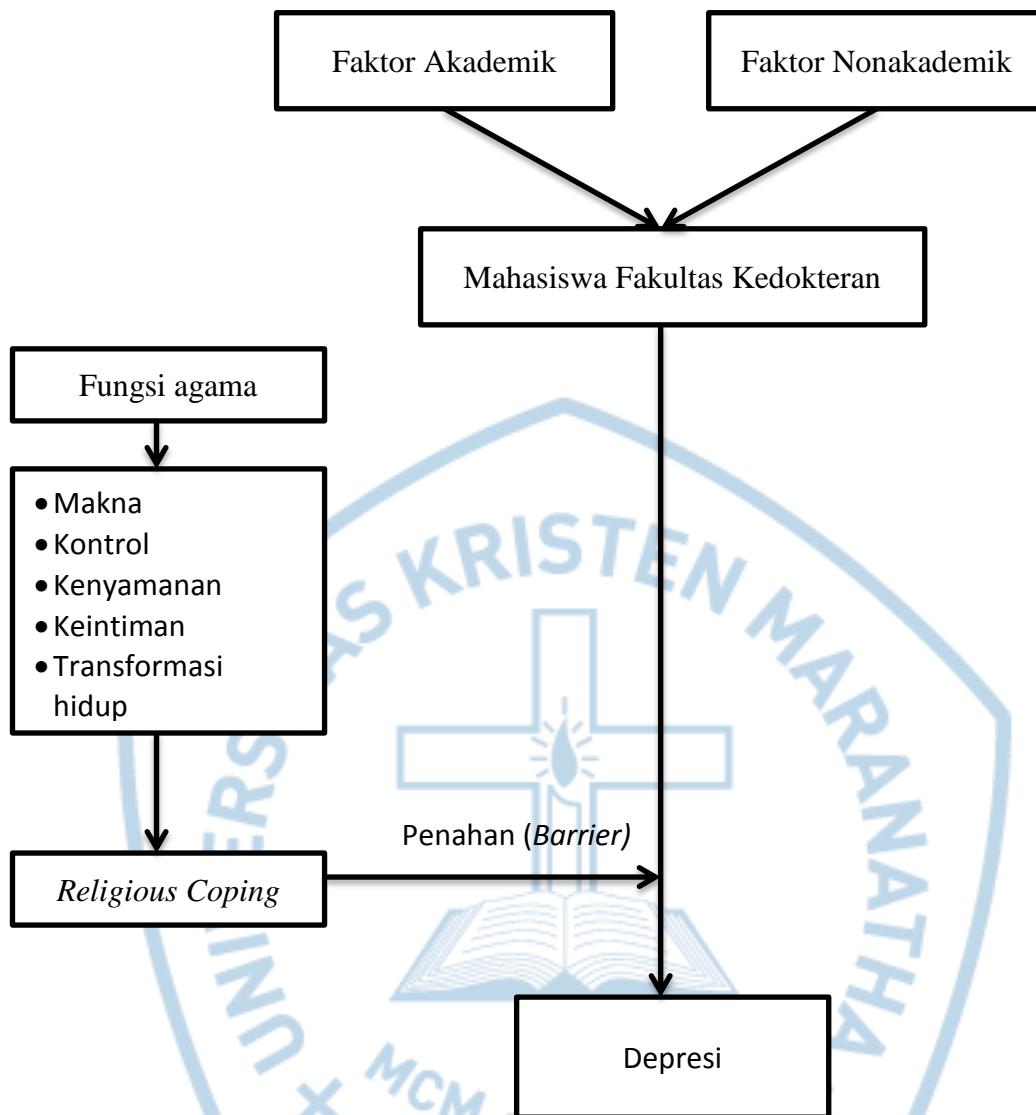 Faktor Akademik
Faktor Nonakademik
Mahasiswa Fakultas Kedokteran
Fungsi agama
• Makna
• Kontrol
• Kenyamanan
• Keintiman
• Transformasi
hidup
Penahan (Barrier)
Religious Coping
Depresi
UNIVERSITAS KRISTEN MARANATHA
MCM